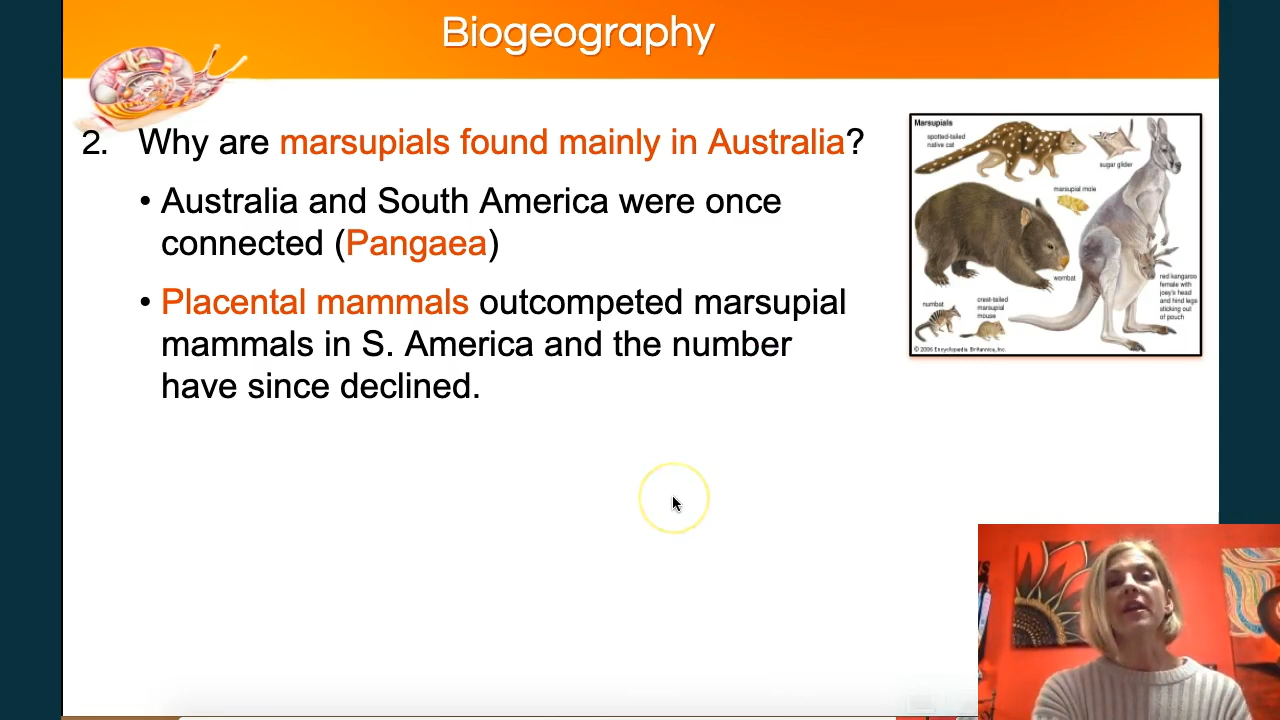 Biogeography
2. Why are marsupials found mainly in Australia?
• Australia and South America were once
connected (Pangaea)
• Placental mammals outcompeted marsupial
mammals in S. America and the number
have since declined.
Marsupials
spotted-tailed
native cat
sugar glider
marsupial mole
wombat
numbat
crest-tailed
marsupial
mouse
red kangaroo
female with
joey's head
and hind legs
sticking out
of pouch
© 2006 Encyclopædia Britannica, Inc.